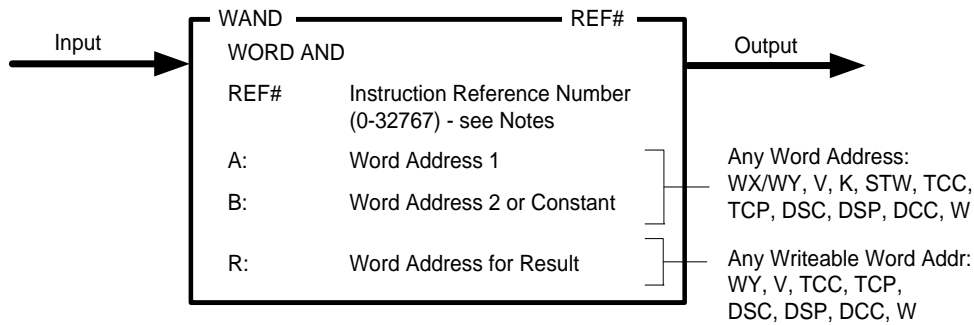 WAND REF#
Input
WORD AND
Output
REF# Instruction Reference Number
(0-32767) - see Notes
A: Word Address 1
B: Word Address 2 or Constant
Any Word Address:
WX/WY, V, K, STW, TCC,
TCP, DSC, DSP, DCC, W
R: Word Address for Result
Any Writeable Word Addr:
WY, V, TCC, TCP,
DSC, DSP, DCC, W